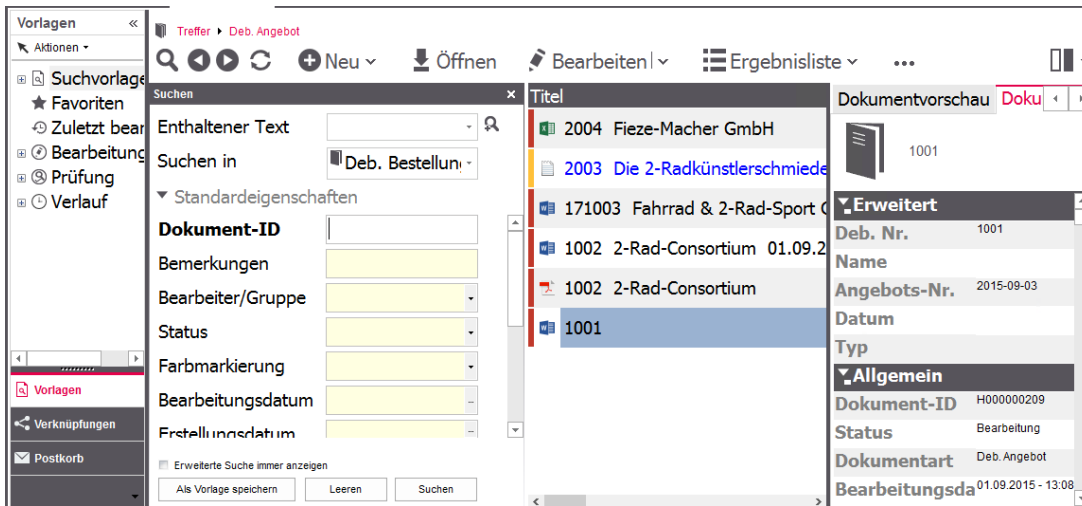 Vorlagen «
Aktionen
Suchvorlage
Favoriten
Zuletzt bear
Bearbeitung
Prüfung
Verlauf
Vorlagen
Verknüpfungen
Postkorb
Treffer Deb. Angebot
Neu Öffnen Bearbeiten Ergebnisliste ...
Suchen x
Enthaltener Text
Suchen in Deb. Bestellun
Standardeigenschaften
Dokument-ID
Bemerkungen
Bearbeiter/Gruppe
Status
Farbmarkierung
Bearbeitungsdatum ...
Erstellungsdatum ...
Erweiterte Suche immer anzeigen
Als Vorlage speichern Leeren Suchen
Titel
2004 Fieze-Macher GmbH
2003 Die 2-Radkünstlerschmiede
171003 Fahrrad & 2-Rad-Sport
1002 2-Rad-Consortium 01.09.2
1002 2-Rad-Consortium
1001
Dokumentvorschau Doku
1001
Erweitert
Deb. Nr. 1001
Name
Angebots-Nr. 2015-09-03
Datum
Typ
Allgemein
Dokument-ID H000000209
Status Bearbeitung
Dokumentart Deb. Angebot
Bearbeitungsda 01.09.2015 - 13:08